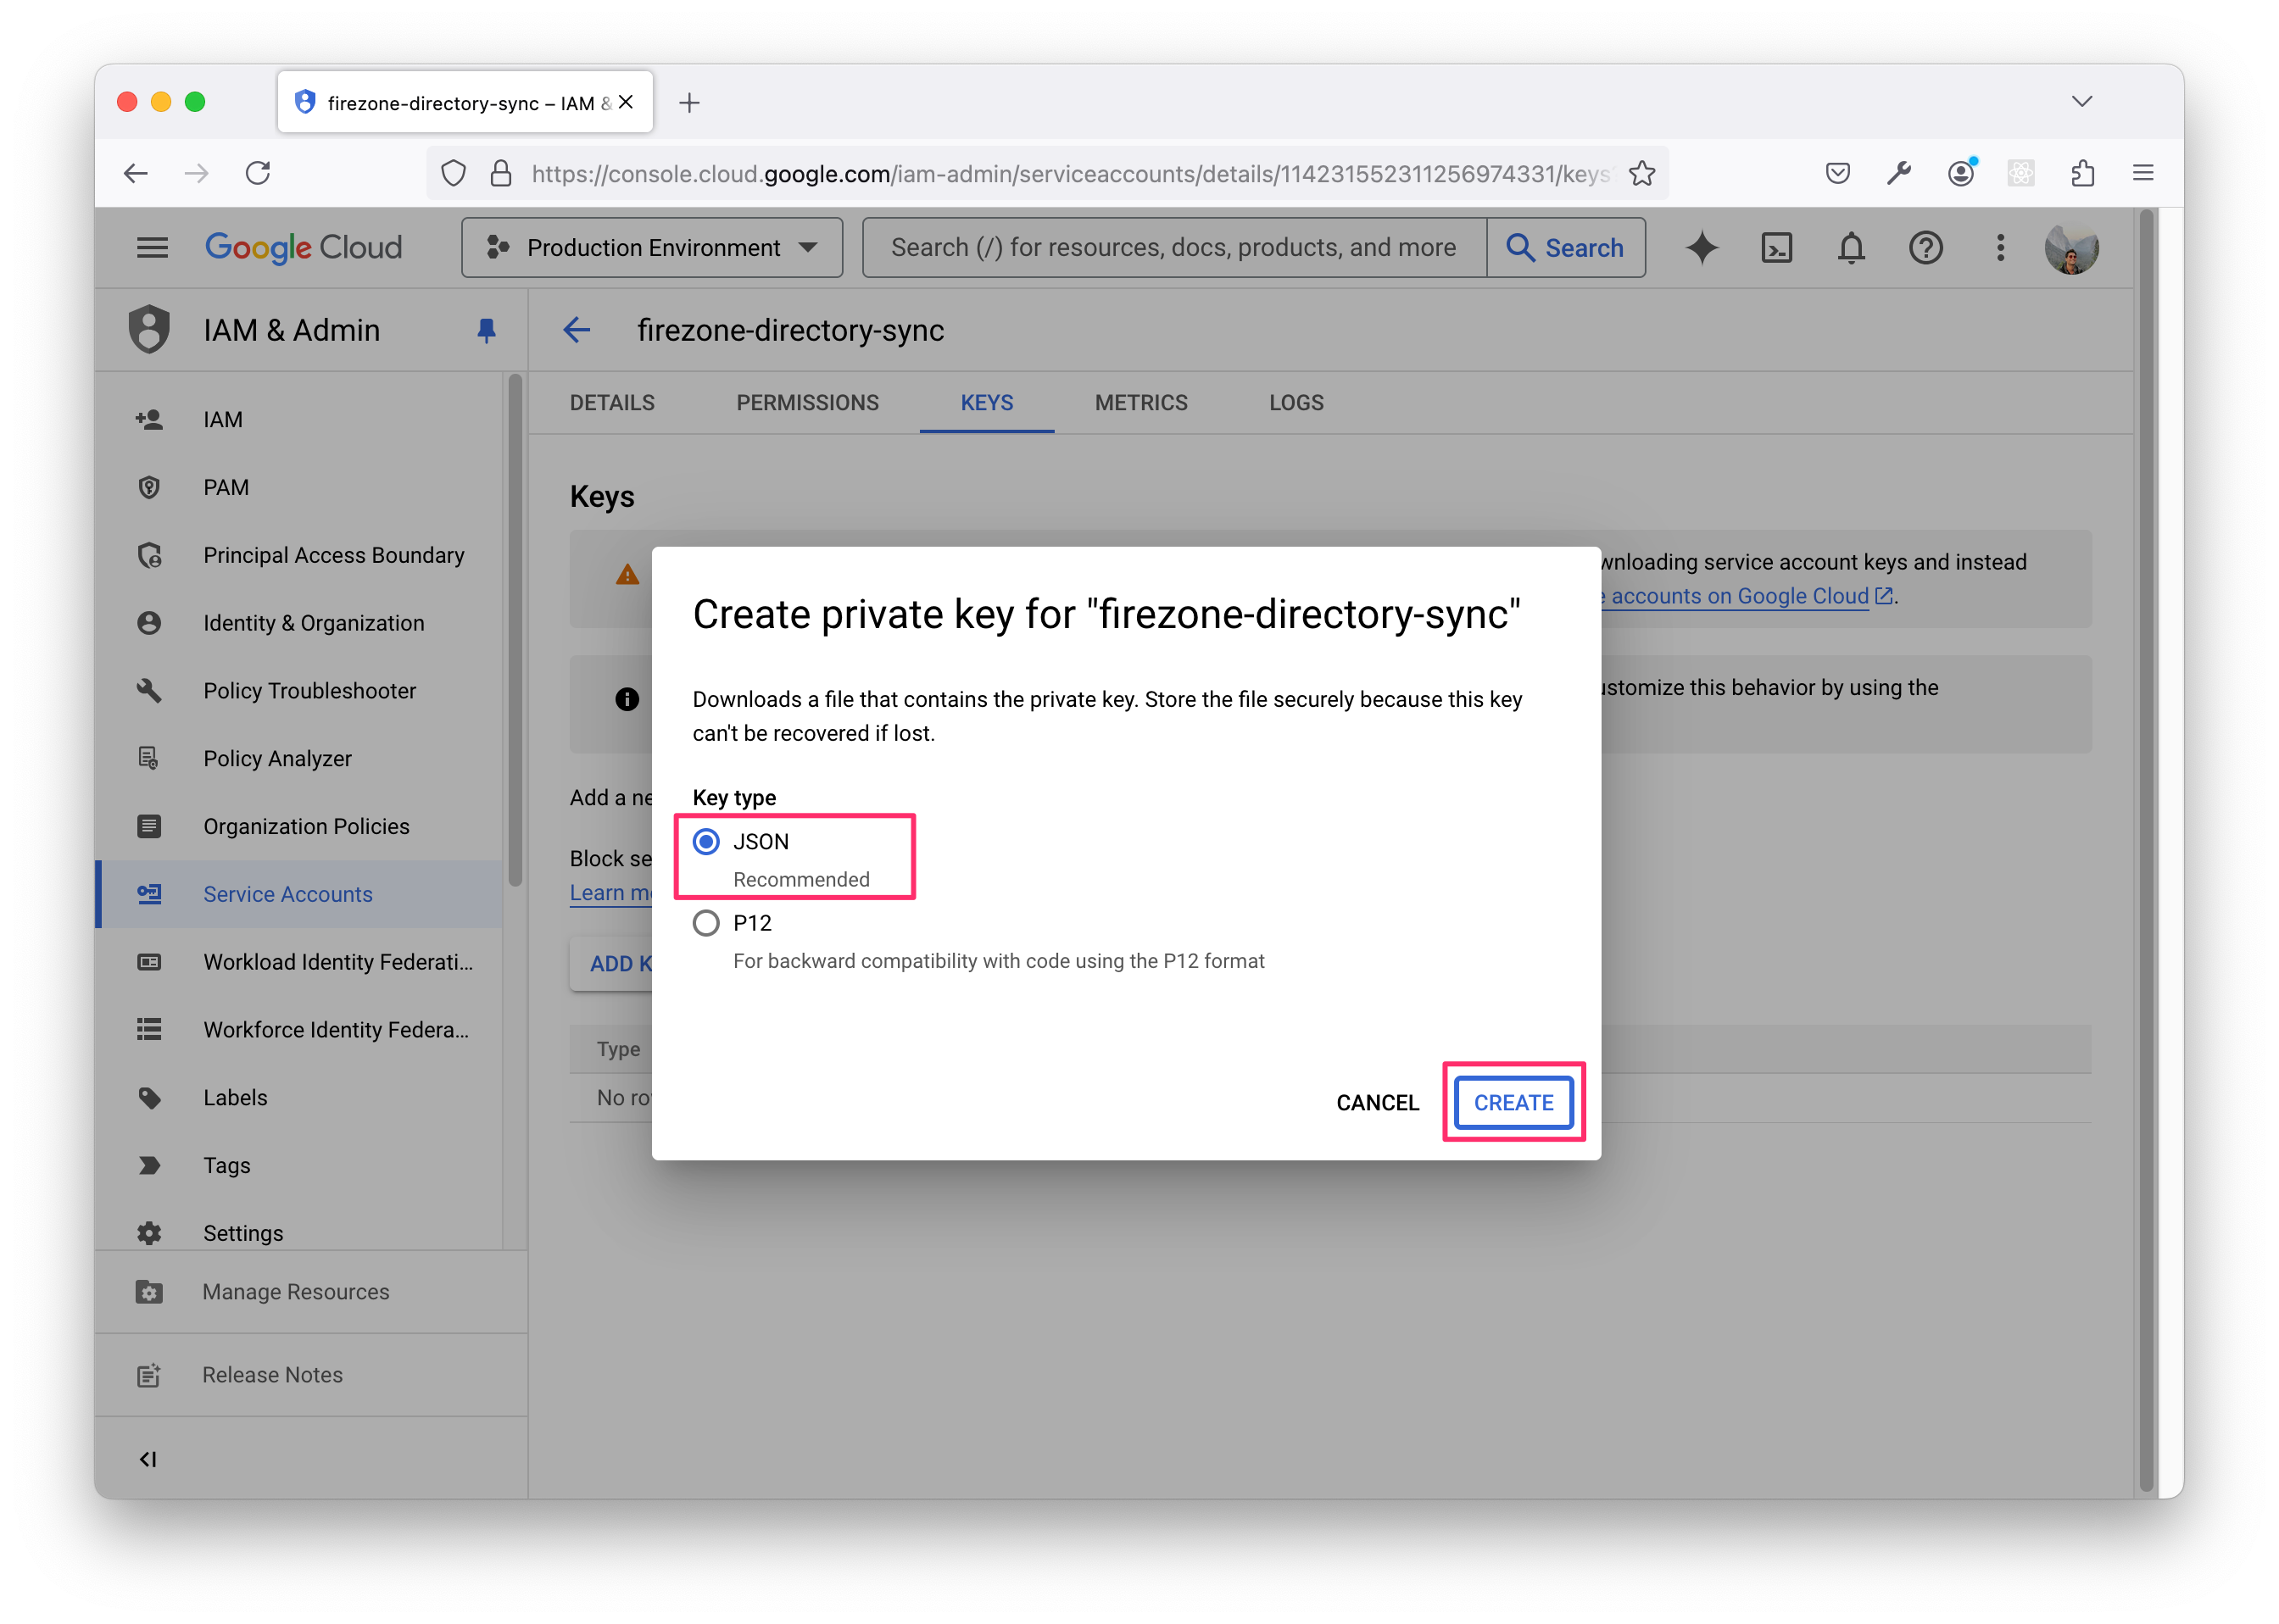 firezone-directory-sync – IAM &
https://console.cloud.google.com/iam-admin/serviceaccounts/details/114231552311256974331/keys
Google Cloud
Production Environment
Search (/) for resources, docs, products, and more
Search
IAM & Admin
firezone-directory-sync
DETAILS
PERMISSIONS
KEYS
METRICS
LOGS
IAM
PAM
Principal Access Boundary
Identity & Organization
Policy Troubleshooter
Policy Analyzer
Organization Policies
Service Accounts
Workload Identity Federati...
Workforce Identity Federa...
Labels
Tags
Settings
Manage Resources
Release Notes
Keys
wnloading service account keys and instead
accounts on Google Cloud.
ustomize this behavior by using the
Add a ne
Block se
Learn m
ADD K
Type
No ro
Create private key for "firezone-directory-sync"
Downloads a file that contains the private key. Store the file securely because this key
can't be recovered if lost.
Key type
JSON
Recommended
P12
For backward compatibility with code using the P12 format
CANCEL
CREATE